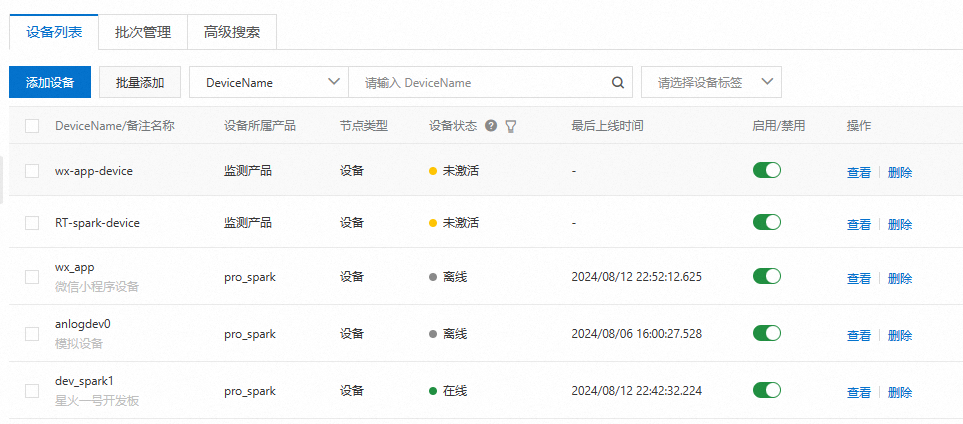 设备列表 批次管理 高级搜索
添加设备 批量添加 DeviceName 请输入 DeviceName 请选择设备标签
DeviceName/备注名称 设备所属产品 节点类型 设备状态 ? 最后上线时间 启用/禁用 操作
wx-app-device 监测产品 设备 未激活 - 查看 删除
RT-spark-device 监测产品 设备 未激活 - 查看 删除
wx_app
微信小程序设备 pro_spark 设备 离线 2024/08/12 22:52:12.625 查看 删除
anlogdev0
模拟设备 pro_spark 设备 离线 2024/08/06 16:00:27.528 查看 删除
dev_spark1
星火一号开发板 pro_spark 设备 在线 2024/08/12 22:42:32.224 查看 删除